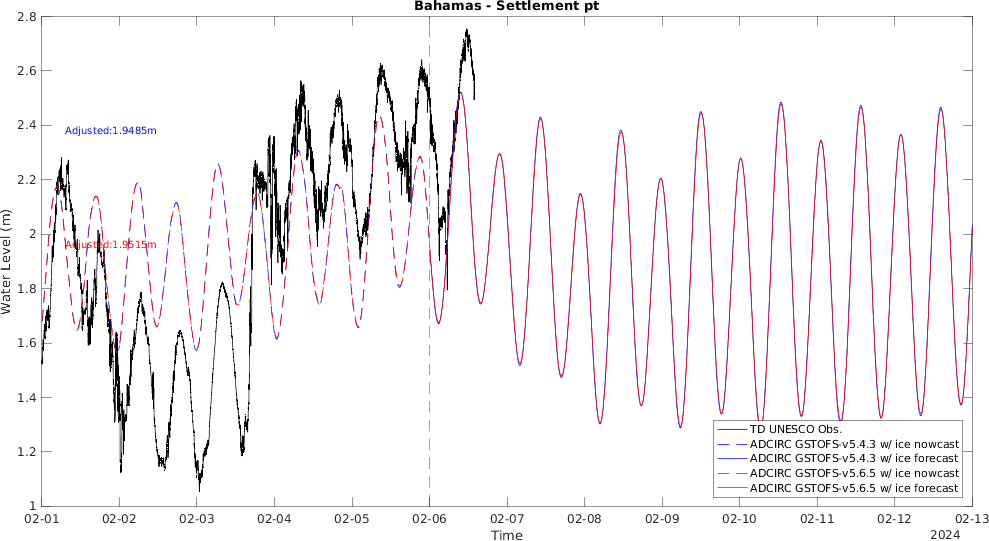 Bahamas - Settlement pt
2.8
2.6
2.4
2.2
2
1.8
1.6
1.4
1.2
1
Water Level (m)
Adjusted:1.9485m
Adjusted:1.9515m
TD UNESCO Obs.
ADCIRC GSTOFS-v5.4.3 w/ ice nowcast
ADCIRC GSTOFS-v5.4.3 w/ ice forecast
ADCIRC GSTOFS-v5.6.5 w/ ice nowcast
ADCIRC GSTOFS-v5.6.5 w/ ice forecast
02-01 02-02 02-03 02-04 02-05 02-06 02-07 02-08 02-09 02-10 02-11 02-12 02-13
Time
2024